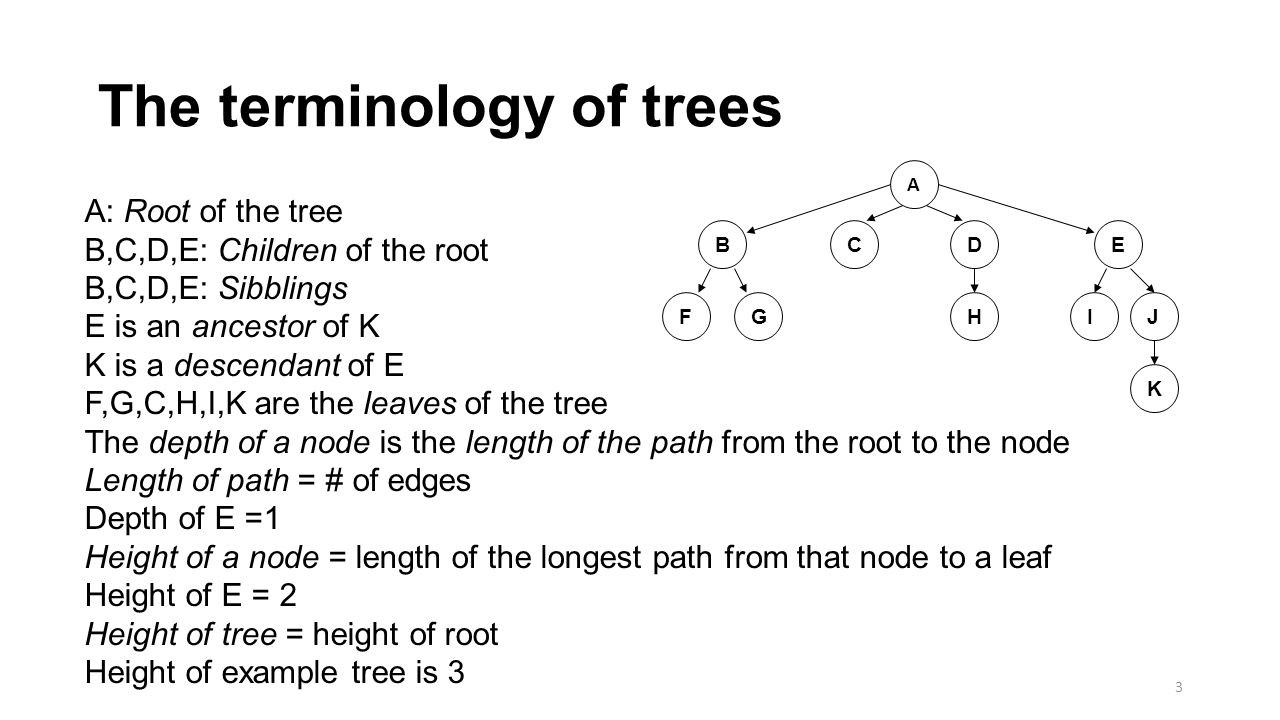 The terminology of trees
A: Root of the tree
B,C,D,E: Children of the root
B,C,D,E: Sibblings
E is an ancestor of K
K is a descendant of E
F,G,C,H,I,K are the leaves of the tree
The depth of a node is the length of the path from the root to the node
Length of path = # of edges
Depth of E =1
Height of a node = length of the longest path from that node to a leaf
Height of E = 2
Height of tree = height of root
Height of example tree is 3
A
B C D E
F G H I J
K
3